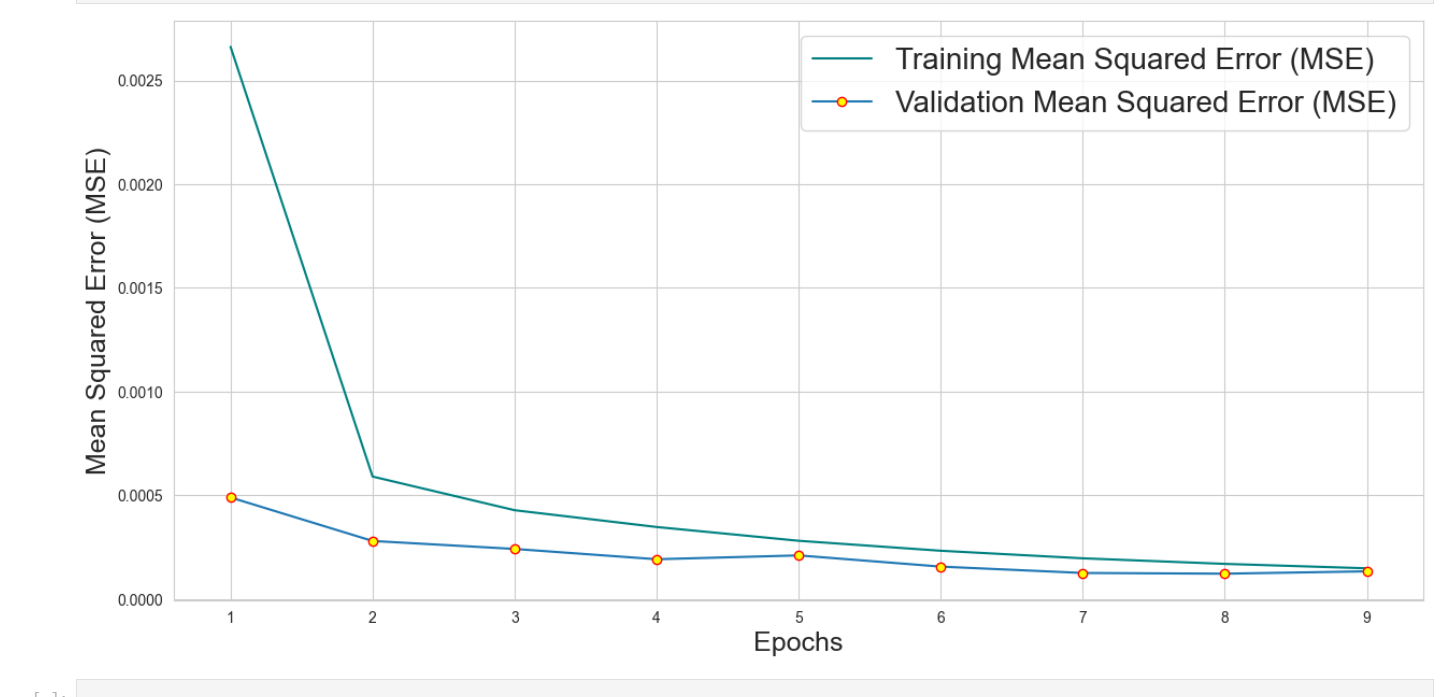 Training Mean Squared Error (MSE)
Validation Mean Squared Error (MSE)
Mean Squared Error (MSE)
0.0025
0.0020
0.0015
0.0010
0.0005
0.0000
1 2 3 4 5 6 7 8 9
Epochs
[ ]: